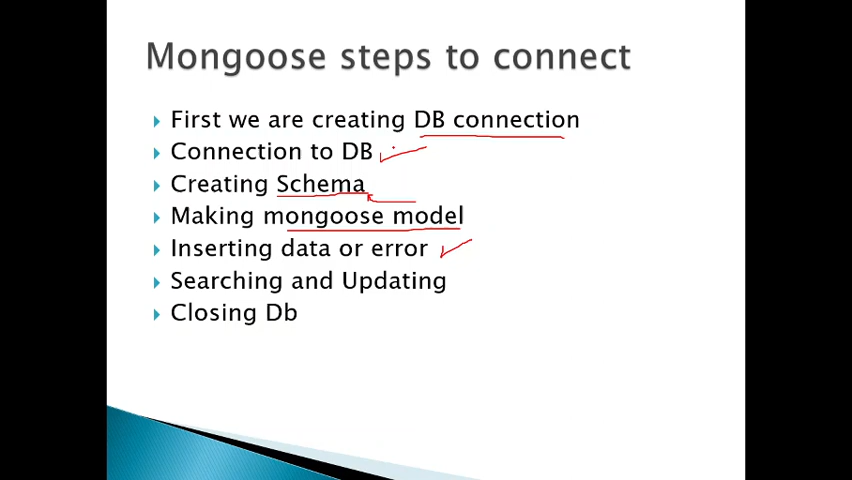 Mongoose steps to connect
First we are creating DB connection
Connection to DB
Creating Schema
Making mongoose model
Inserting data or error
Searching and Updating
Closing Db